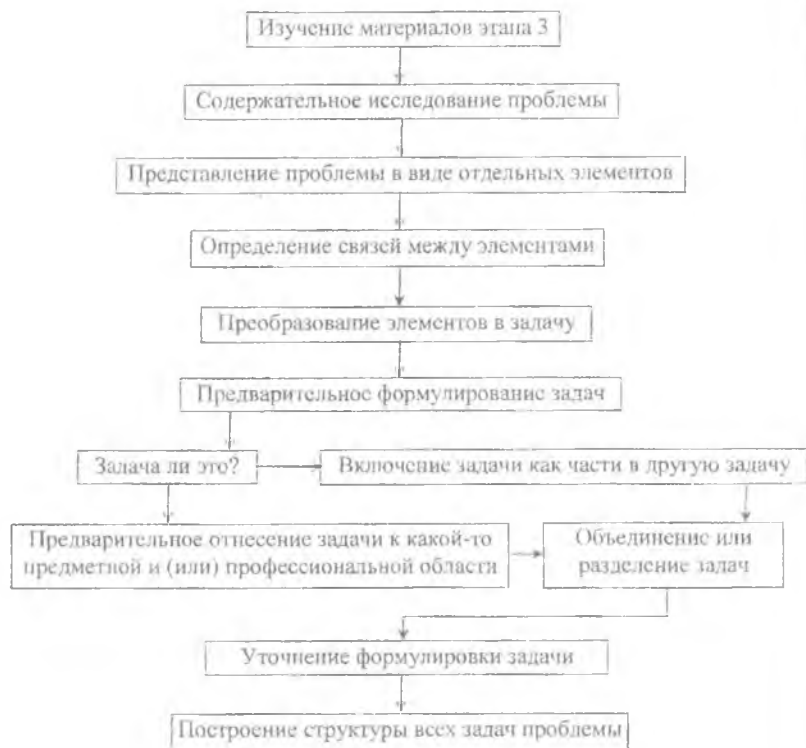 Изучение материалов этапа 3
Содержательное исследование проблемы
Представление проблемы в виде отдельных элементов
Определение связей между элементами
Преобразование элементов в задачу
Предварительное формулирование задач
Задача ли это?
Включение задачи как части в другую задачу
Предварительное отнесение задачи к какой-то
предметной и (или) профессиональной области
Объединение или
разделение задач
Уточнение формулировки задачи
Построение структуры всех задач проблемы